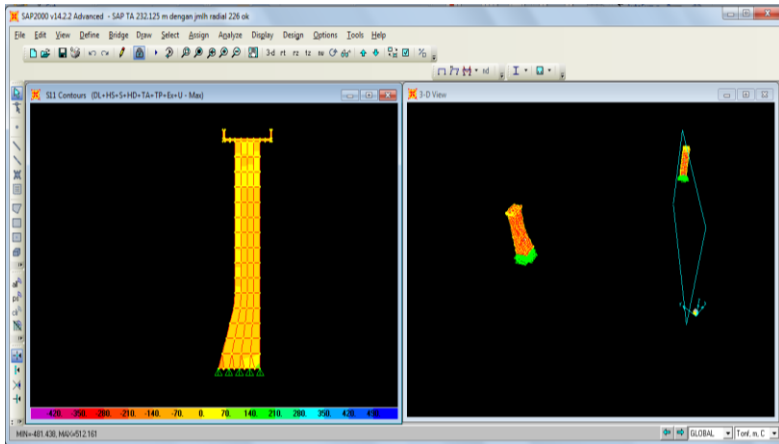 SAP2000 v14.2.2 Advanced - SAP TA 232.125 m dengan jmlh radial 226 ok
File Edit View Define Bridge Draw Select Assign Analyze Display Design Options Tools Help
3-d
nd
S11 Contours (DL+HS+S+HD+TA+TP+Ex+U - Max)
3-D View
-420. -350. -280. -210. -140. -70. 0. 70. 140. 210. 280. 350. 420.
MIN=-481.438, MAX=512.161
GLOBAL
Tonf, m, C